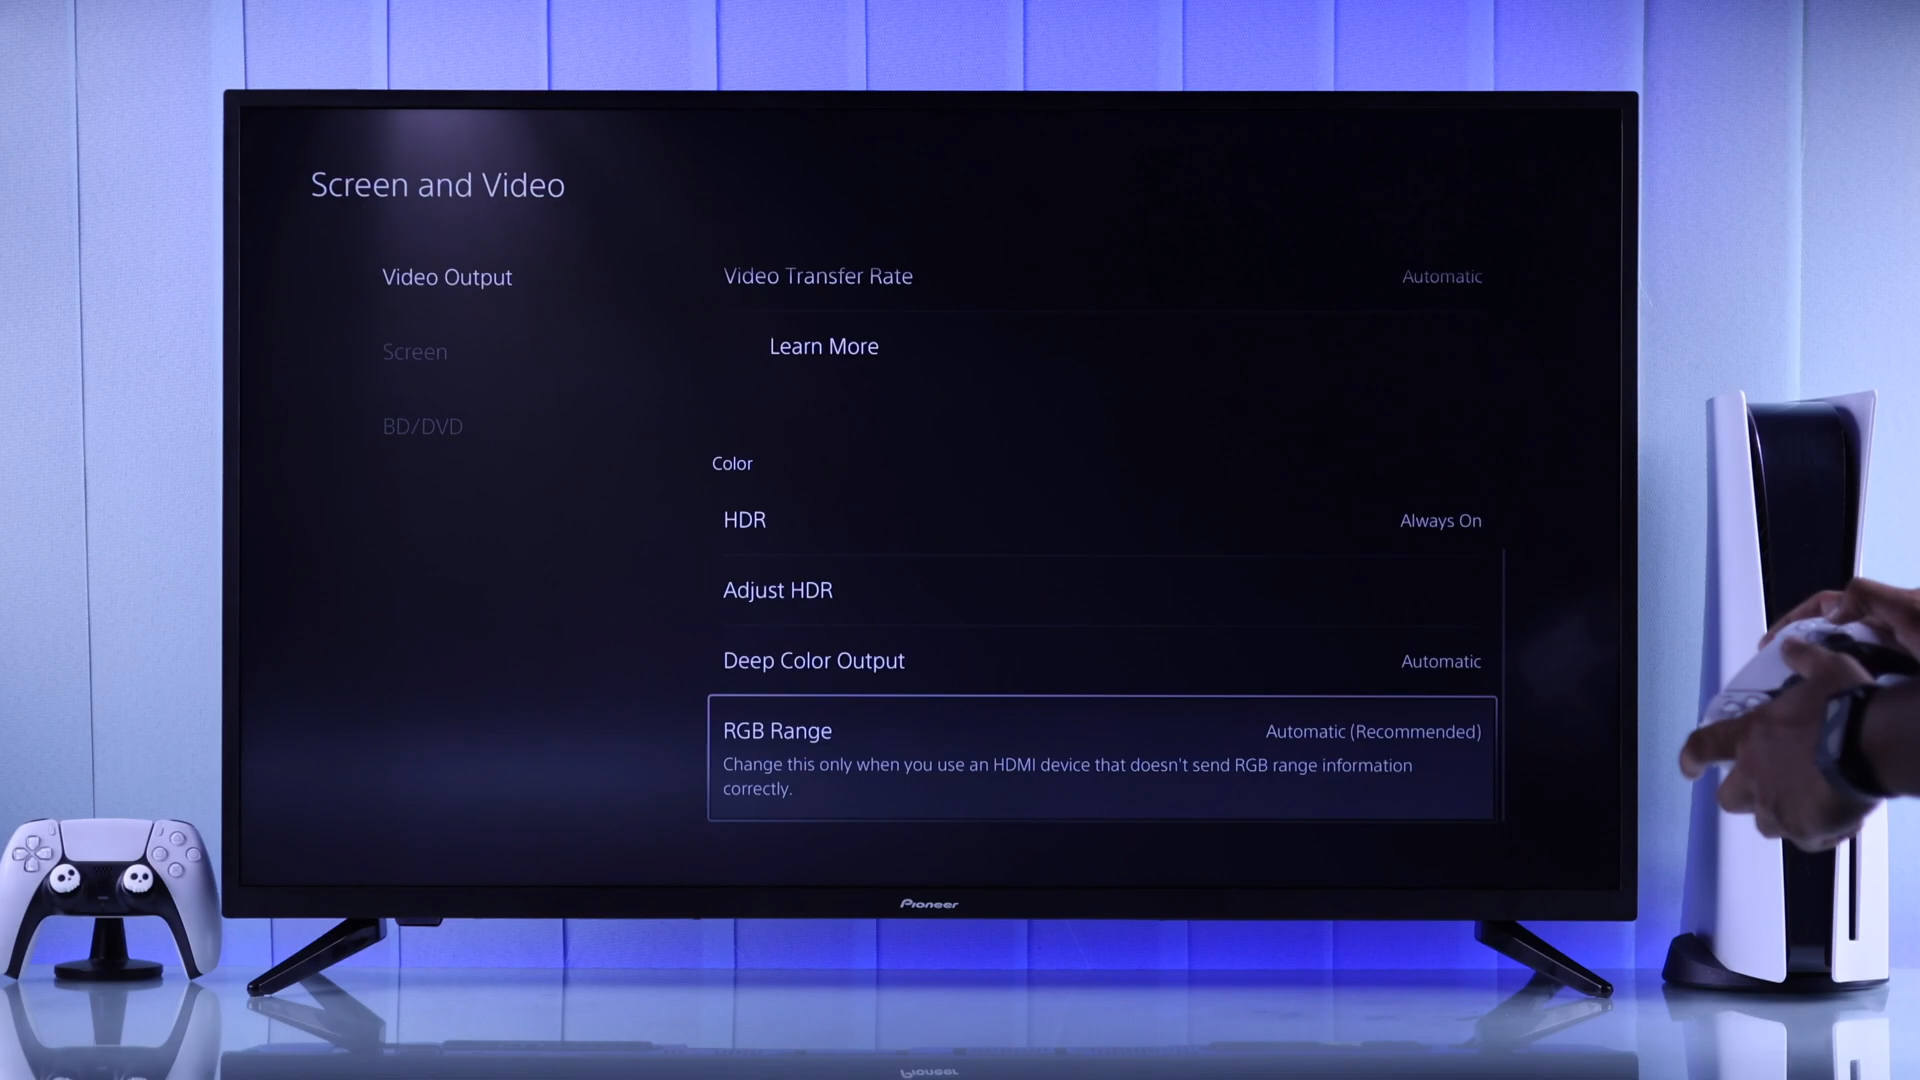 Screen and Video
Video Output
Screen
BD/DVD
Video Transfer Rate Automatic
Learn More
Color
HDR Always On
Adjust HDR
Deep Color Output Automatic
RGB Range Automatic (Recommended)
Change this only when you use an HDMI device that doesn't send RGB range information
correctly.
Pioneer